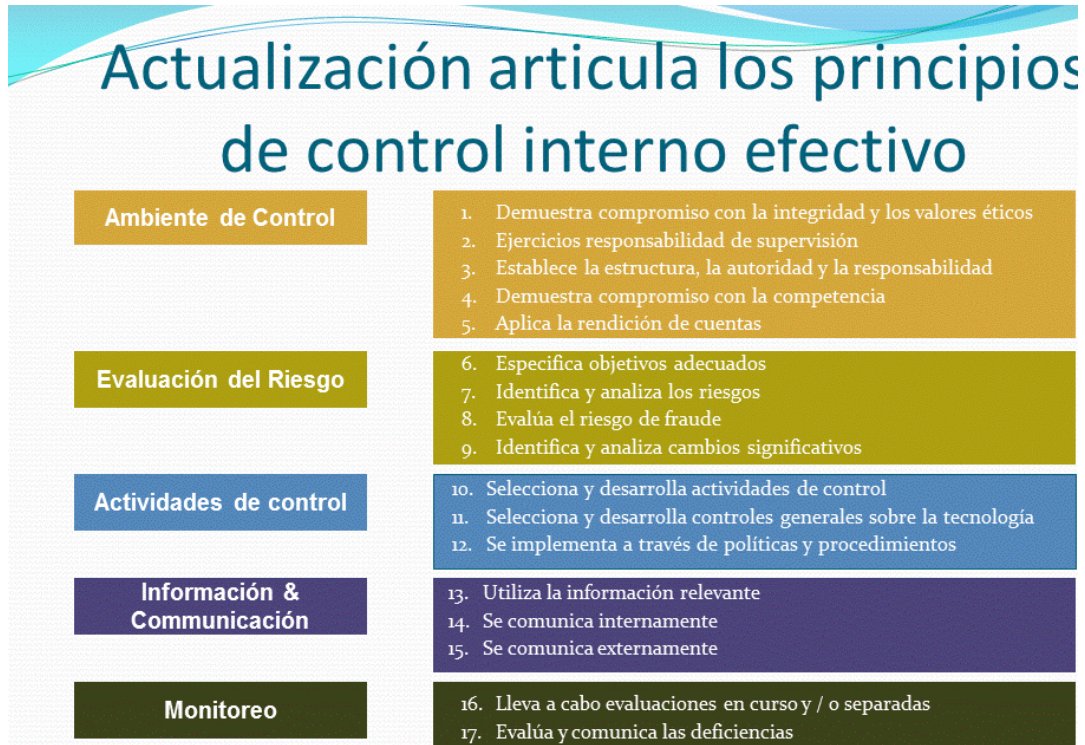 Actualización articula los principios
de control interno efectivo
Ambiente de Control
1. Demuestra compromiso con la integridad y los valores éticos
2. Ejercicios responsabilidad de supervisión
3. Establece la estructura, la autoridad y la responsabilidad
4. Demuestra compromiso con la competencia
5. Aplica la rendición de cuentas
Evaluación del Riesgo
6. Especifica objetivos adecuados
7. Identifica y analiza los riesgos
8. Evalúa el riesgo de fraude
9. Identifica y analiza cambios significativos
Actividades de control
10. Selecciona y desarrolla actividades de control
11. Selecciona y desarrolla controles generales sobre la tecnología
12. Se implementa a través de políticas y procedimientos
Información &
Communicación
13. Utiliza la información relevante
14. Se comunica internamente
15. Se comunica externamente
Monitoreo
16. Lleva a cabo evaluaciones en curso y / o separadas
17. Evalúa y comunica las deficiencias